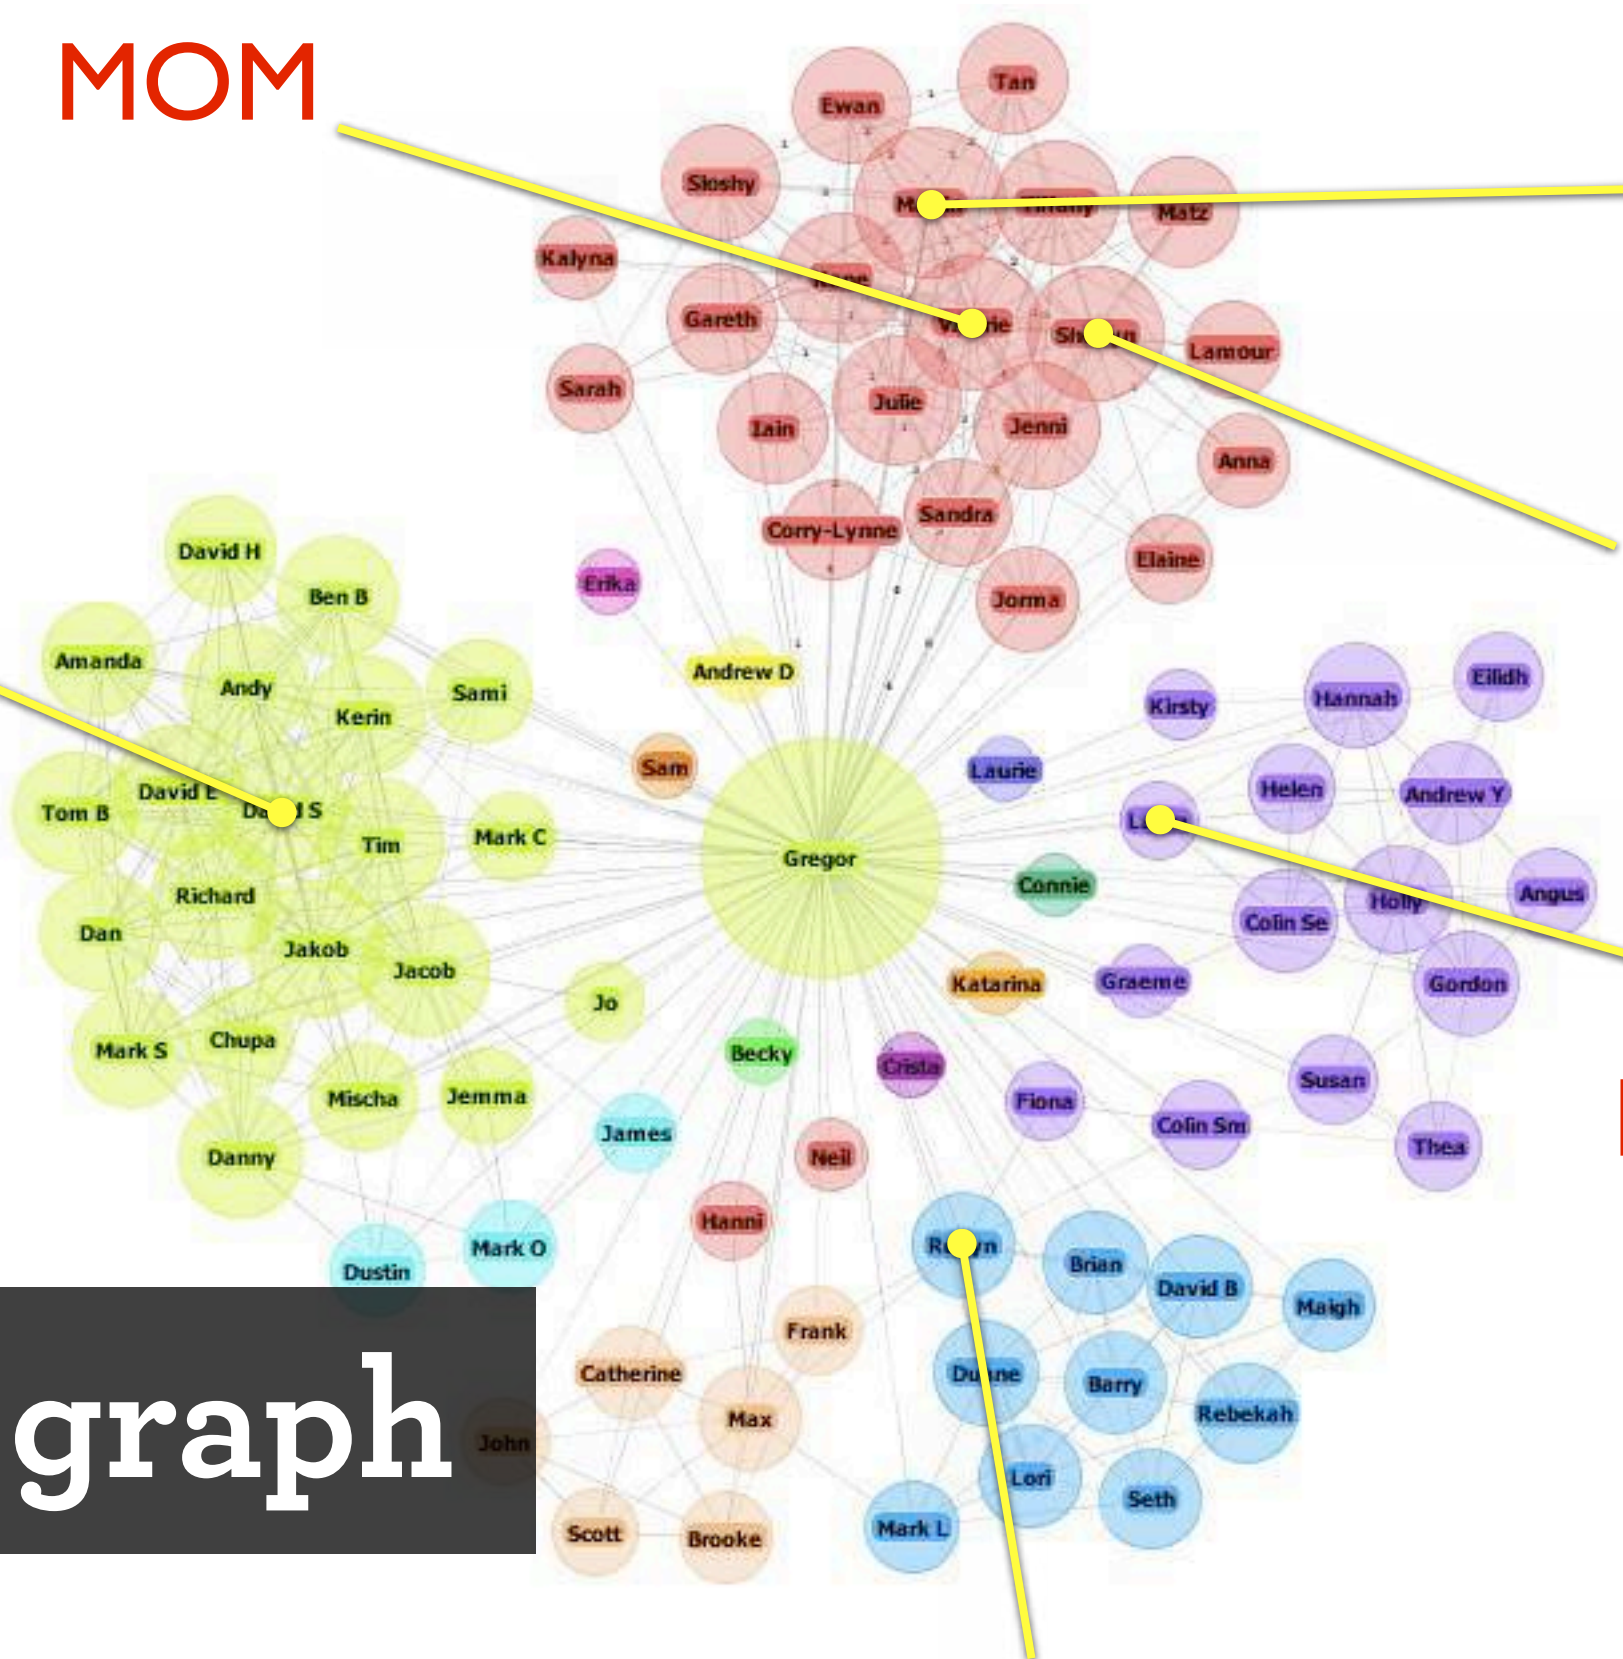 MOM
Tan
Ewan
Sloshy
Matz
Kalyna
Gareth
Lamour
Sarah
Julie
Iain
Jenni
Anna
Sandra
Corry-Lynne
Elaine
Erika
Jorma
David H
Ben B
Amanda
Andy
Sami
Kerin
Andrew D
Kirsty
Hannah
Eilidh
Sam
Laurie
Helen
Andrew Y
David L
Tom B
Tim
Mark C
Gregor
Connie
Richard
Colin Se
Holly
Angus
Dan
Jakob
Jacob
Jo
Katarina
Graeme
Gordon
Mark S
Chupa
Becky
Crista
Susan
Mischa
Jemma
Fiona
James
Colin Sm
Thea
Danny
Neil
Hanni
Mark O
Dustin
Brian
David B
Maigh
Frank
Catherine
Barry
Rebekah
Max
John
graph
Lori
Seth
Scott
Brooke
Mark L